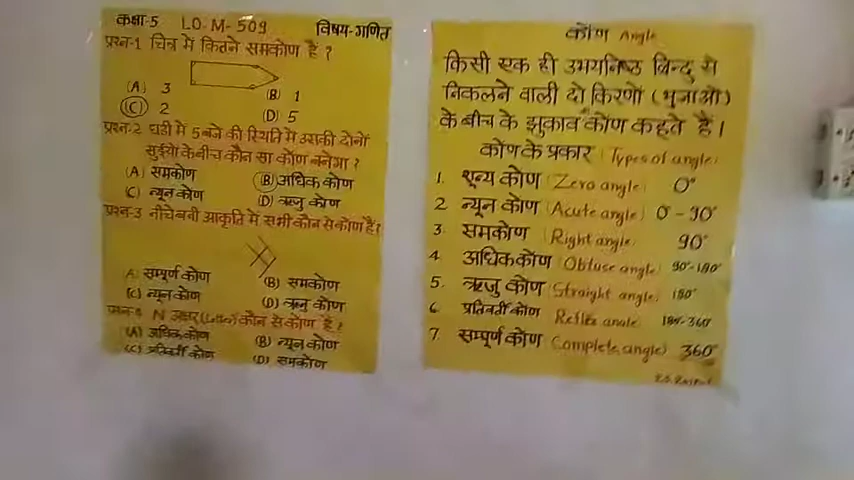 कक्षा-5 LO-M-509 विषय-गणित
प्रश्न-1 चित्र में कितने समकोण हैं ?
(A) 3 (B) 1
(C) 2 (D) 5
प्रश्न-2 घड़ी में 5 बजे की स्थिति में उसकी दोनों
सुईयो के बीच कौन सा कोण बनेगा ?
(A) समकोण (B) अधिक कोण
(C) न्यून कोण (D) ऋजु कोण
प्रश्न-3 नीचे बनी आकृति में सभी कौन से कोण हैं?
(A) सम्पूर्ण कोण (B) समकोण
(C) न्यून कोण (D) ऋजु कोण
प्रश्न-4 N अक्षर कौन से कोण है ?
(A) अधिक कोण (B) न्यून कोण
(C) प्रतिवर्ती कोण (D) समकोण
कोण Angle
किसी एक ही उभयनिष्ठ बिन्दु से
निकलने वाली दो किरणों (भुजाओं)
के बीच के झुकाव कोण कहते हैं।
कोण के प्रकार (Types of angle)
1. शून्य कोण (Zero angle) 0°
2 न्यून कोण (Acute angle) 0°-90°
3. समकोण (Right angle) 90°
4. अधिक कोण (Obtuse angle) 90°-180°
5. ऋजु कोण (Straight angle) 180°
6 प्रतिवर्ती कोण Reflex angle 180-360°
7. सम्पूर्ण कोण (Complete angle) 360°